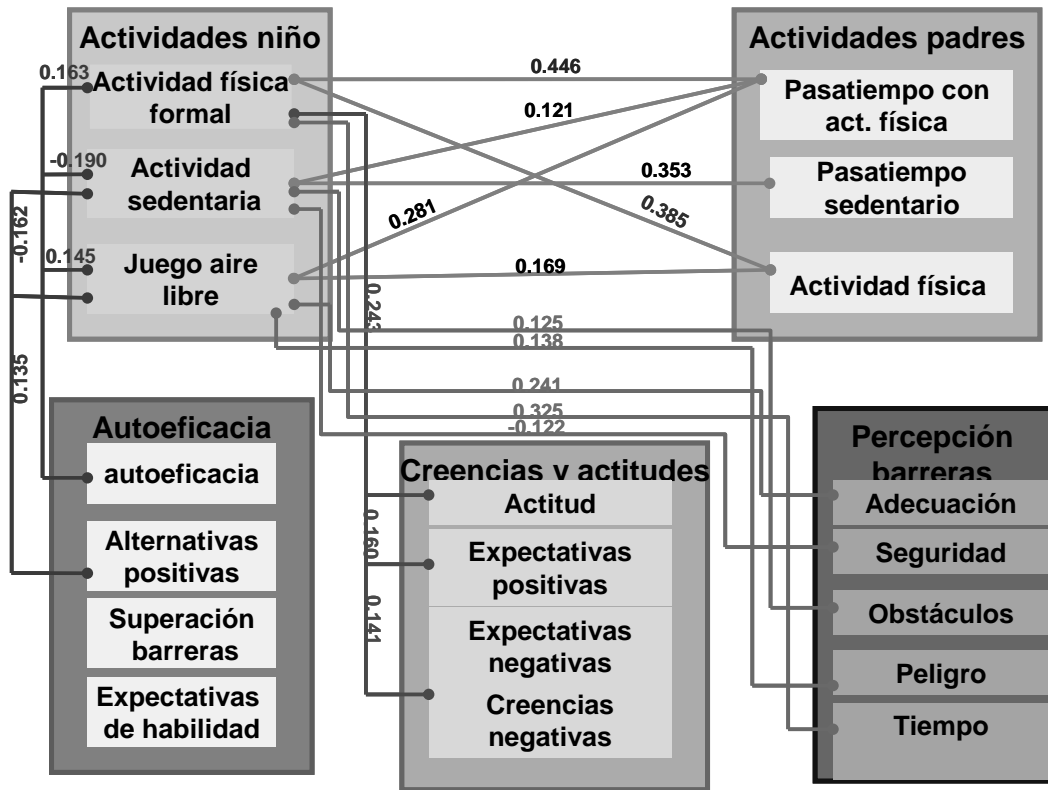 Actividades niño
0.163
Actividad física
formal
-0.190
Actividad
sedentaria
-0.162
0.145
Juego aire
libre
0.135
0.446
0.121
0.353
0.281
0.385
0.169
Actividades padres
Pasatiempo con
act. física
Pasatiempo
sedentario
Actividad física
0.243
0.125
0.138
0.241
0.325
-0.122
Autoeficacia
autoeficacia
Alternativas
positivas
Superación
barreras
Expectativas
de habilidad
Creencias y actitudes
Actitud
0.160
Expectativas
positivas
0.141
Expectativas
negativas
Creencias
negativas
Percepción
barreras
Adecuación
Seguridad
Obstáculos
Peligro
Tiempo